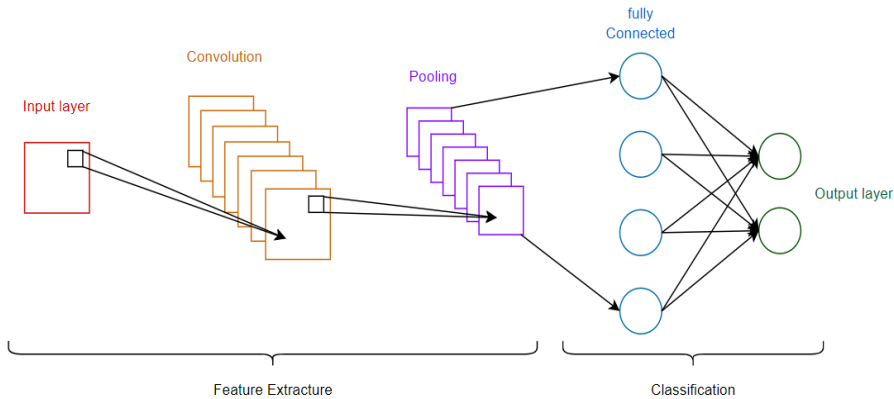 fully
Connected
Convolution
Pooling
Input layer
Output layer
Feature Extracture
Classification